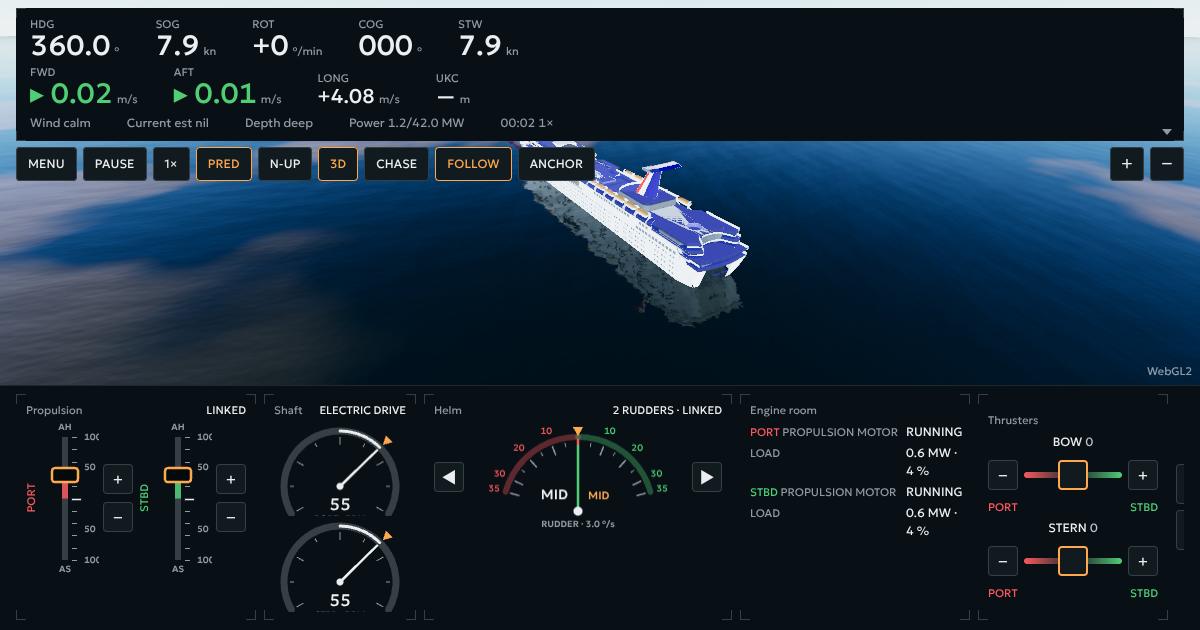 HDG SOG ROT COG STW
360.0 ° 7.9 kn +0 °/min 000 ° 7.9 kn
FWD AFT LONG UKC
▶ 0.02 m/s ▶ 0.01 m/s +4.08 m/s — m
Wind calm Current est nil Depth deep Power 1.2/42.0 MW 00:02 1×
MENU PAUSE 1× PRED N-UP 3D CHASE FOLLOW ANCHOR + −
WebGL2
Propulsion LINKED
AH AH
100 100
50 50
PORT STBD
+ +
− −
50 50
100 100
AS AS
Shaft ELECTRIC DRIVE
55
55
Helm 2 RUDDERS · LINKED
10 10
20 20
30 30
35 35
◀ MID MID ▶
RUDDER · 3.0 °/s
Engine room
PORT PROPULSION MOTOR RUNNING
LOAD 0.6 MW ·
4 %
STBD PROPULSION MOTOR RUNNING
LOAD 0.6 MW ·
4 %
Thrusters
BOW 0
− +
PORT STBD
STERN 0
− +
PORT STBD